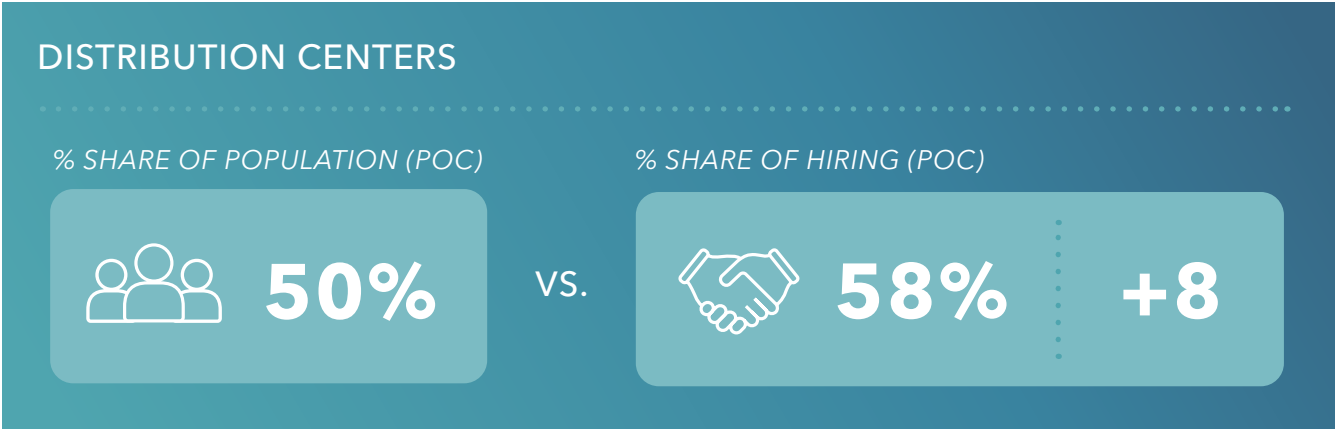 DISTRIBUTION CENTERS
% SHARE OF POPULATION (POC)
50%
VS.
% SHARE OF HIRING (POC)
58%
+8